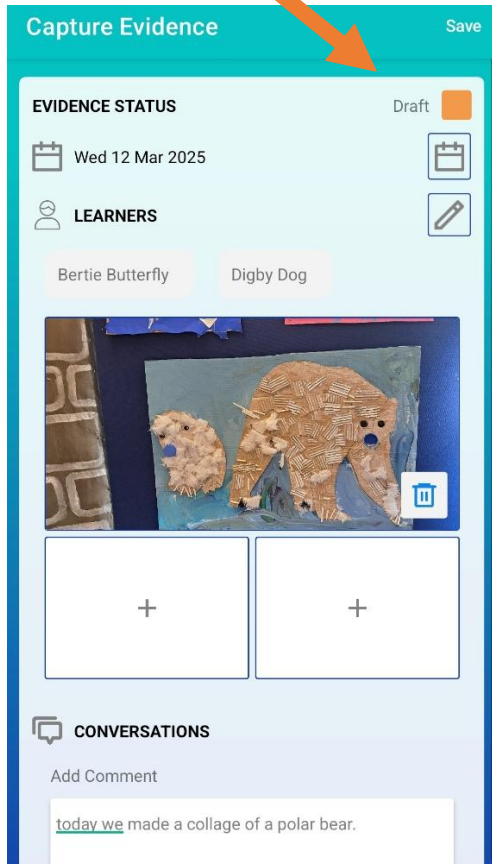 Capture Evidence Save
EVIDENCE STATUS Draft
Wed 12 Mar 2025
LEARNERS
Bertie Butterfly Digby Dog
+ +
CONVERSATIONS
Add Comment
today we made a collage of a polar bear.